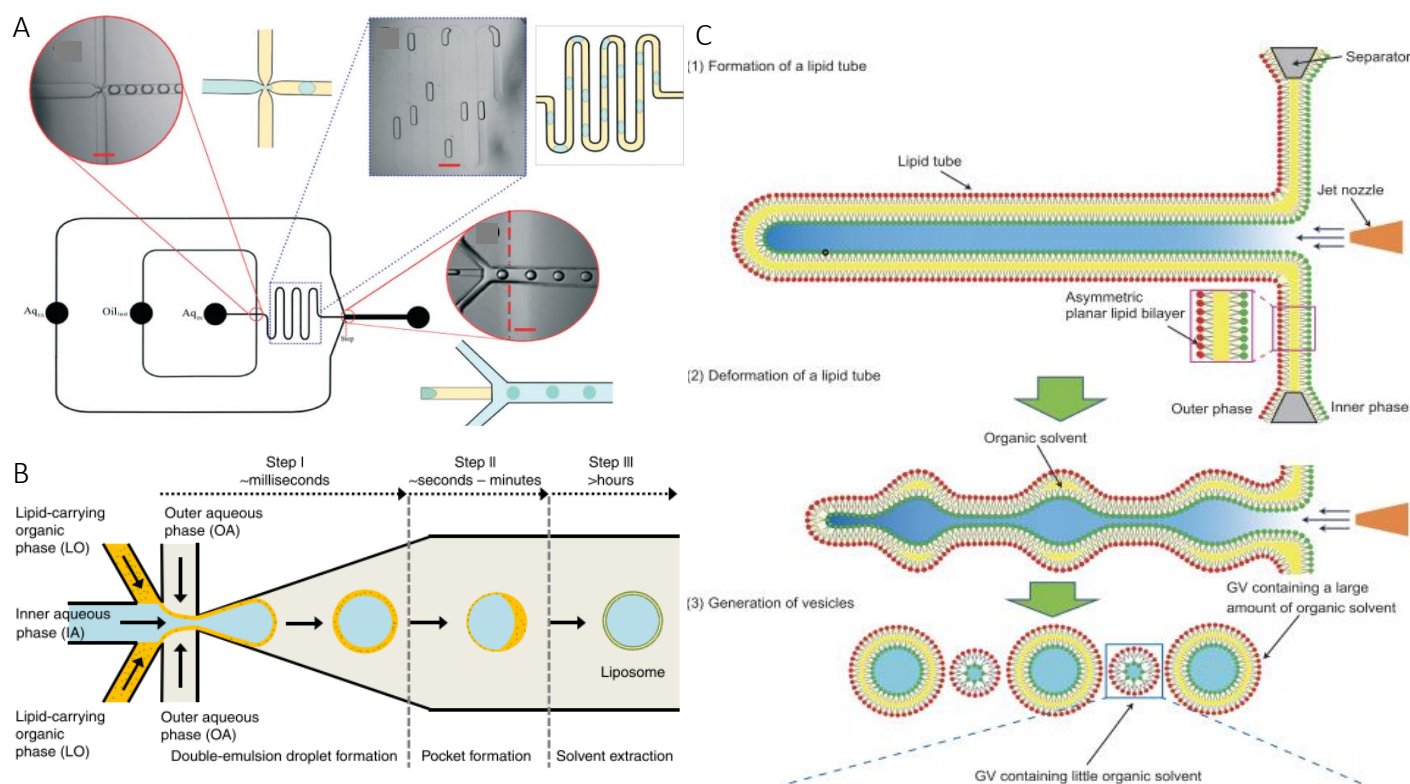 A
Aq_Ex
Oil_lipid
Aq_IN
Step
B
Step I
~milliseconds
Step II
~seconds – minutes
Step III
>hours
Lipid-carrying
organic
phase (LO)
Outer aqueous
phase (OA)
Inner aqueous
phase (IA)
Liposome
Lipid-carrying
organic
phase (LO)
Outer aqueous
phase (OA)
Double-emulsion droplet formation
Pocket formation
Solvent extraction
C
(1) Formation of a lipid tube
Separator
Lipid tube
Jet nozzle
Asymmetric
planar lipid bilayer
(2) Deformation of a lipid tube
Outer phase
Inner phase
Organic solvent
(3) Generation of vesicles
GV containing a large
amount of organic solvent
GV containing little organic solvent